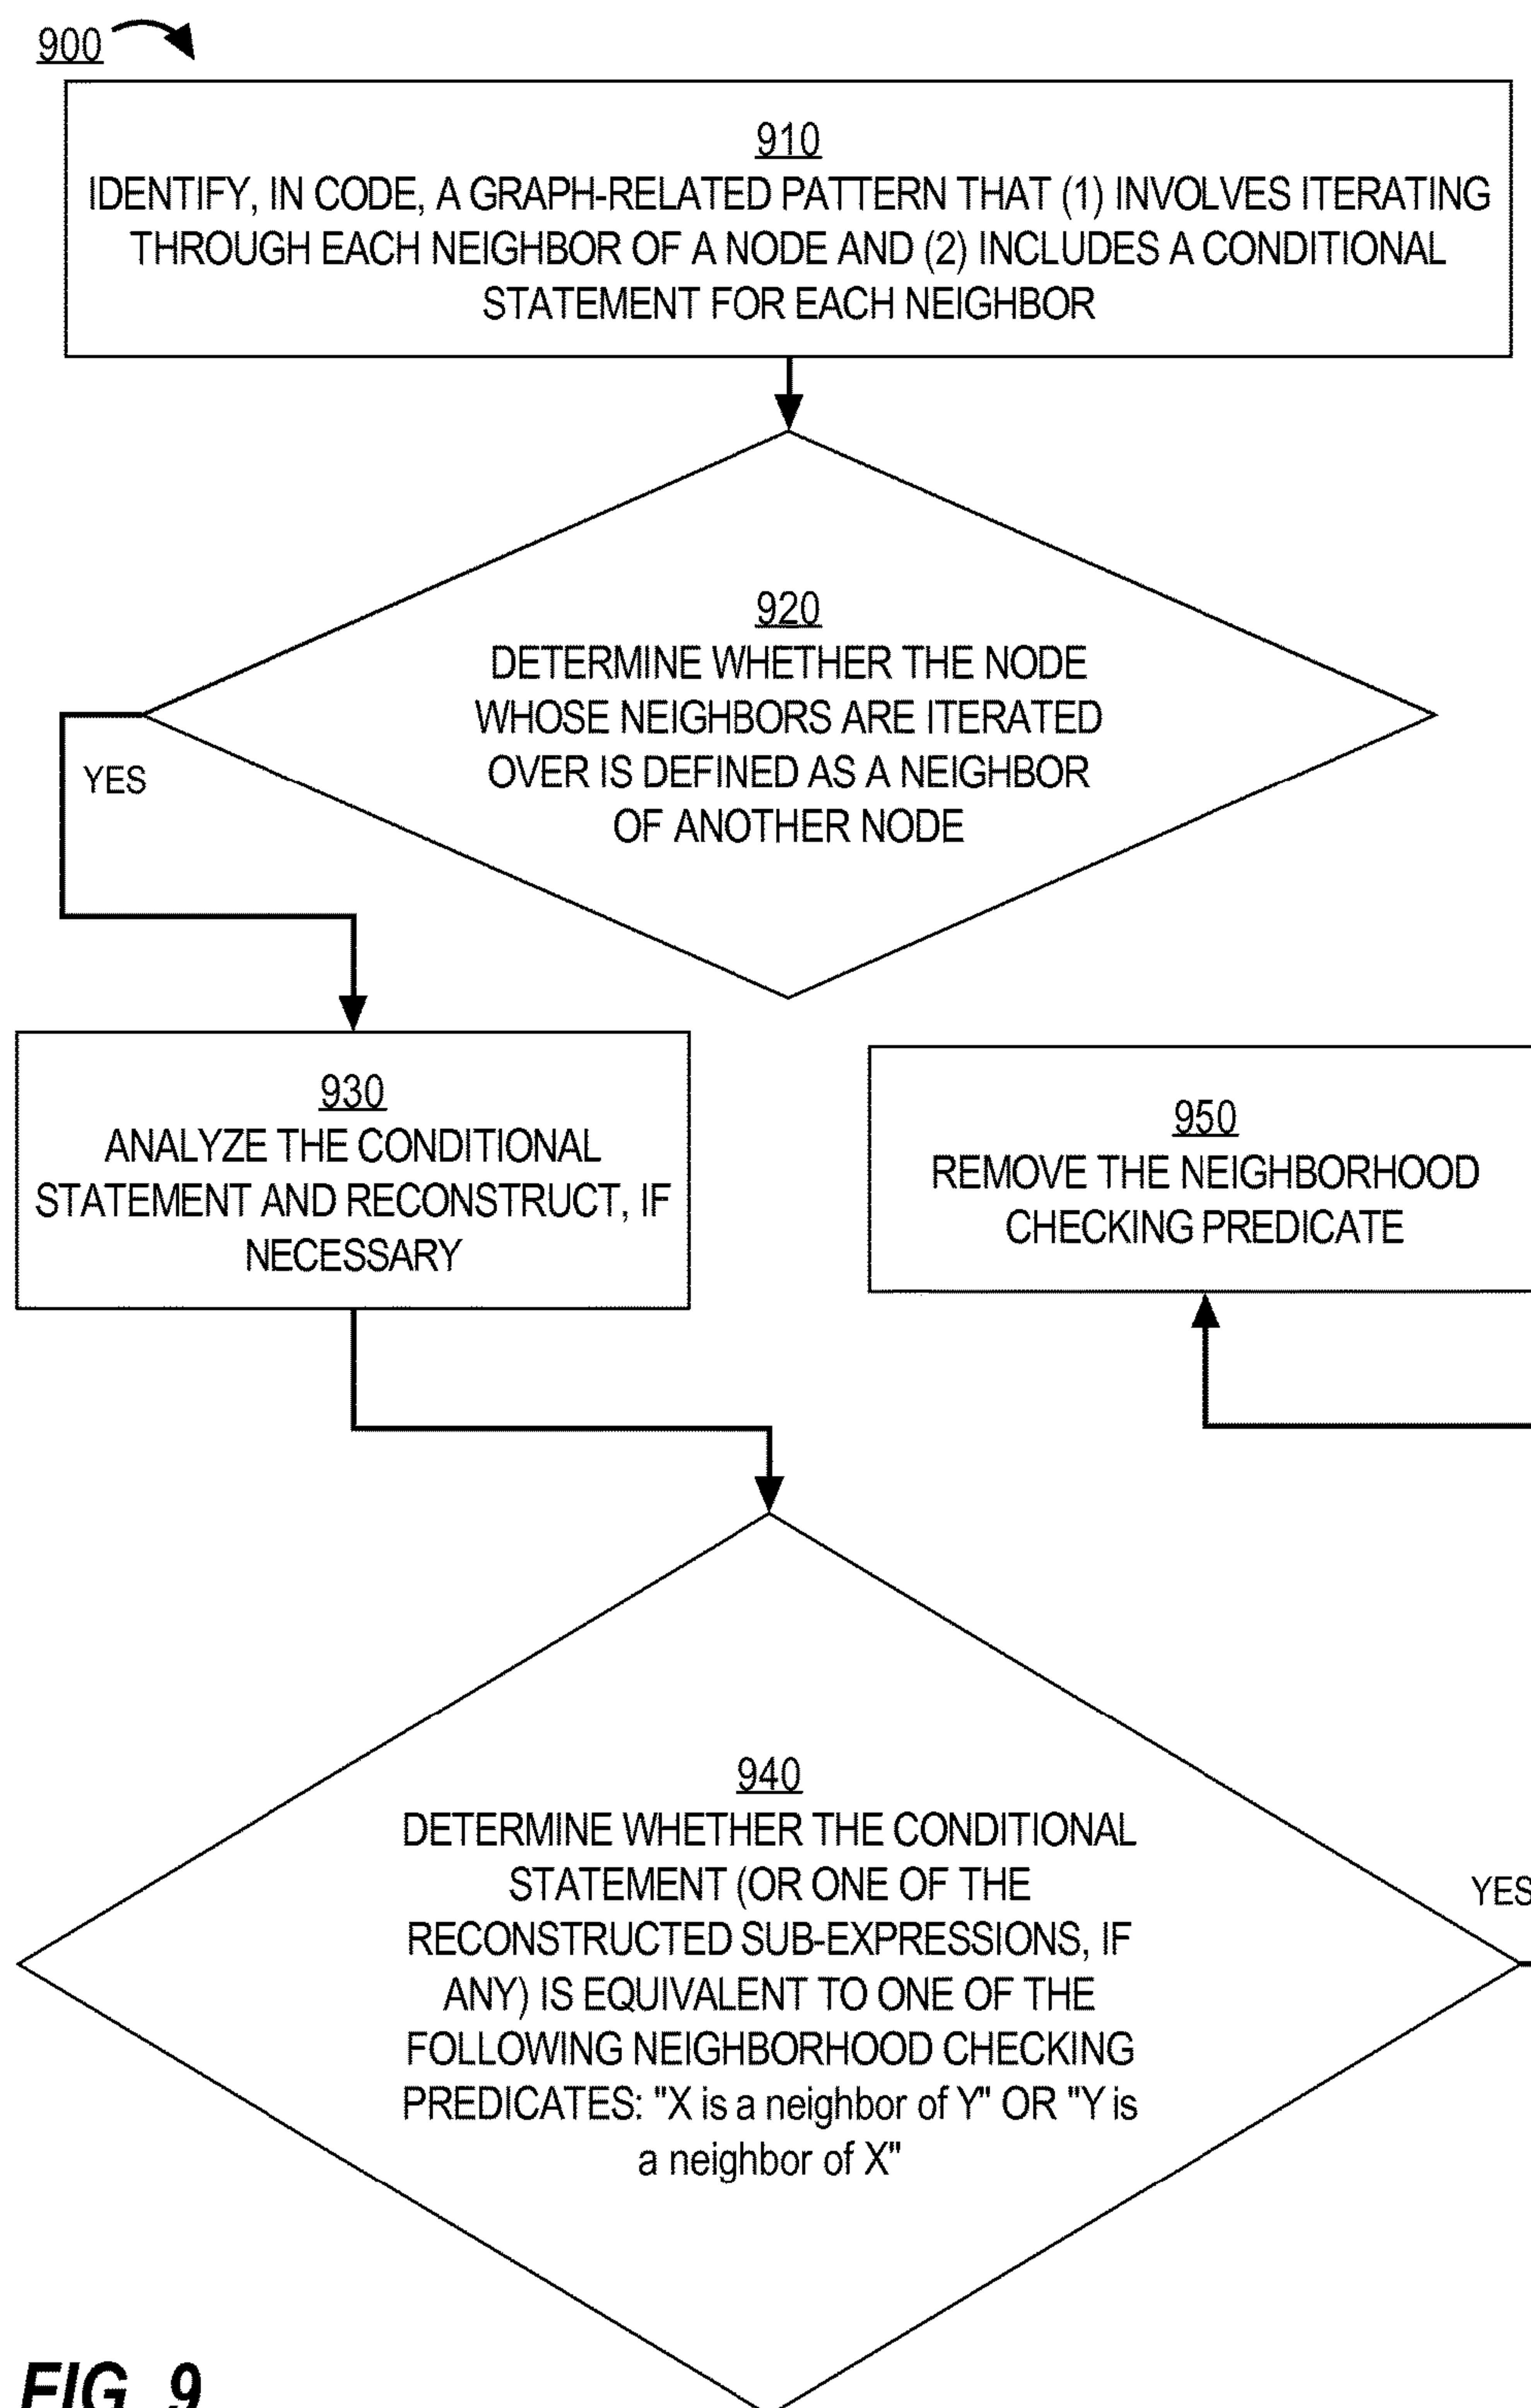 900
910
IDENTIFY, IN CODE, A GRAPH-RELATED PATTERN THAT (1) INVOLVES ITERATING
THROUGH EACH NEIGHBOR OF A NODE AND (2) INCLUDES A CONDITIONAL
STATEMENT FOR EACH NEIGHBOR
920
DETERMINE WHETHER THE NODE
WHOSE NEIGHBORS ARE ITERATED
OVER IS DEFINED AS A NEIGHBOR
OF ANOTHER NODE
YES
930
ANALYZE THE CONDITIONAL
STATEMENT AND RECONSTRUCT, IF
NECESSARY
950
REMOVE THE NEIGHBORHOOD
CHECKING PREDICATE
940
DETERMINE WHETHER THE CONDITIONAL
STATEMENT (OR ONE OF THE
RECONSTRUCTED SUB-EXPRESSIONS, IF
ANY) IS EQUIVALENT TO ONE OF THE
FOLLOWING NEIGHBORHOOD CHECKING
PREDICATES: "X is a neighbor of Y" OR "Y is
a neighbor of X"
YES
FIG. 9